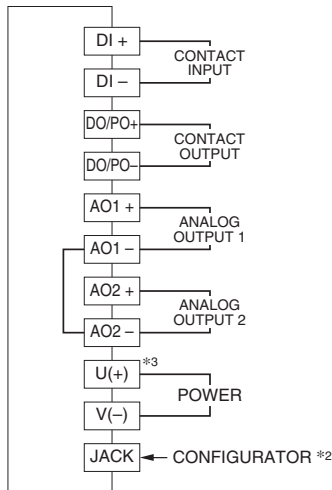 DI +
CONTACT
INPUT
DI –
DO/PO+
CONTACT
OUTPUT
DO/PO–
AO1 +
ANALOG
OUTPUT 1
AO1 –
AO2 +
ANALOG
OUTPUT 2
AO2 –
U(+) *3
POWER
V(–)
JACK CONFIGURATOR *2